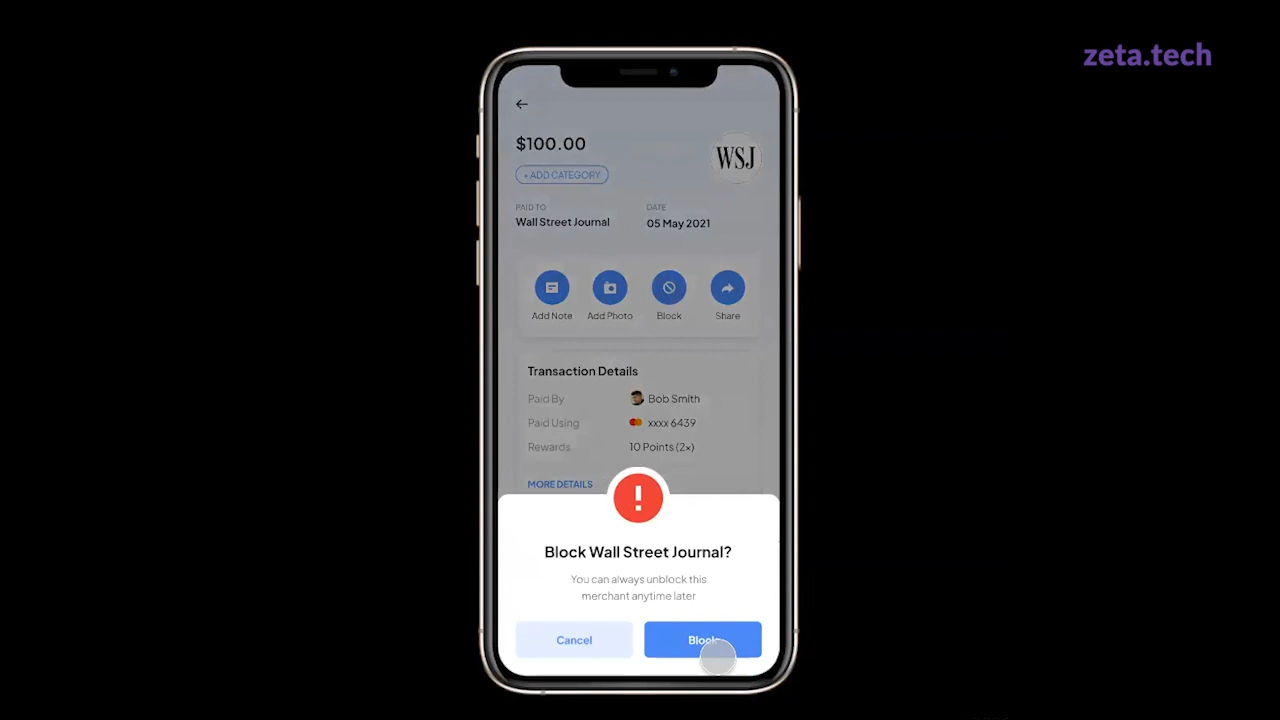 zeta.tech
$100.00
WSJ
+ ADD CATEGORY
PAID TO DATE
Wall Street Journal 05 May 2021
Add Note Add Photo Block Share
Transaction Details
Paid By Bob Smith
Paid Using xxxx 6439
Rewards 10 Points (2x)
MORE DETAILS
!
Block Wall Street Journal?
You can always unblock this
merchant anytime later
Cancel Block